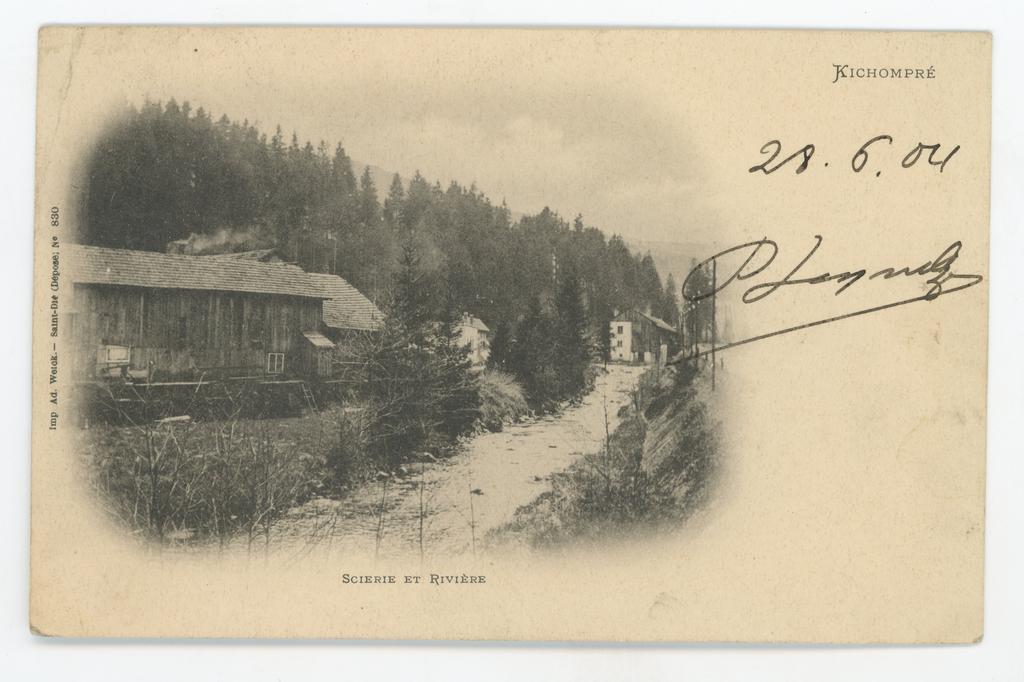 KICHOMPRÉ
28.6.04
Imp Ad. Weick. — Saint-Dié (Déposé) No 830
SCIERIE ET RIVIÈRE